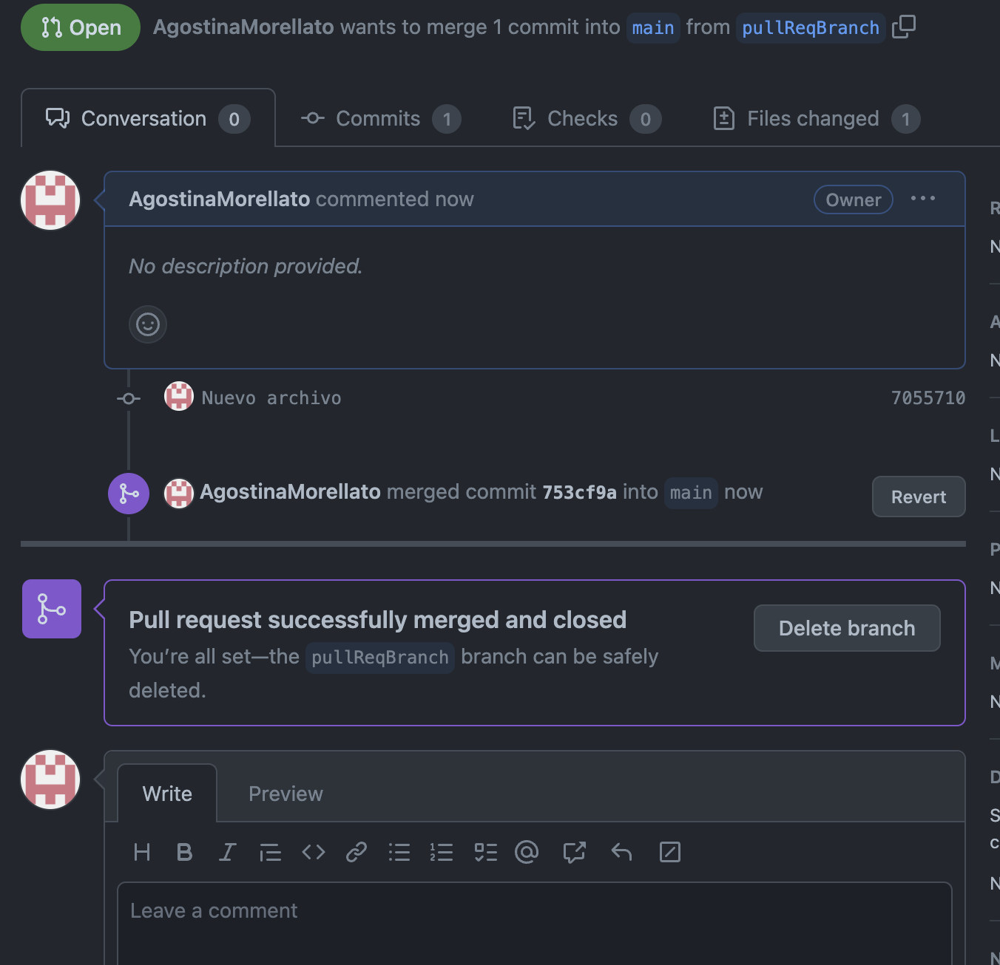 Open AgostinaMorellato wants to merge 1 commit into main from pullReqBranch
Conversation 0 Commits 1 Checks 0 Files changed 1
AgostinaMorellato commented now Owner
No description provided.
Nuevo archivo 7055710
AgostinaMorellato merged commit 753cf9a into main now Revert
Pull request successfully merged and closed
Delete branch
You're all set—the pullReqBranch branch can be safely
deleted.
Write Preview
Leave a comment